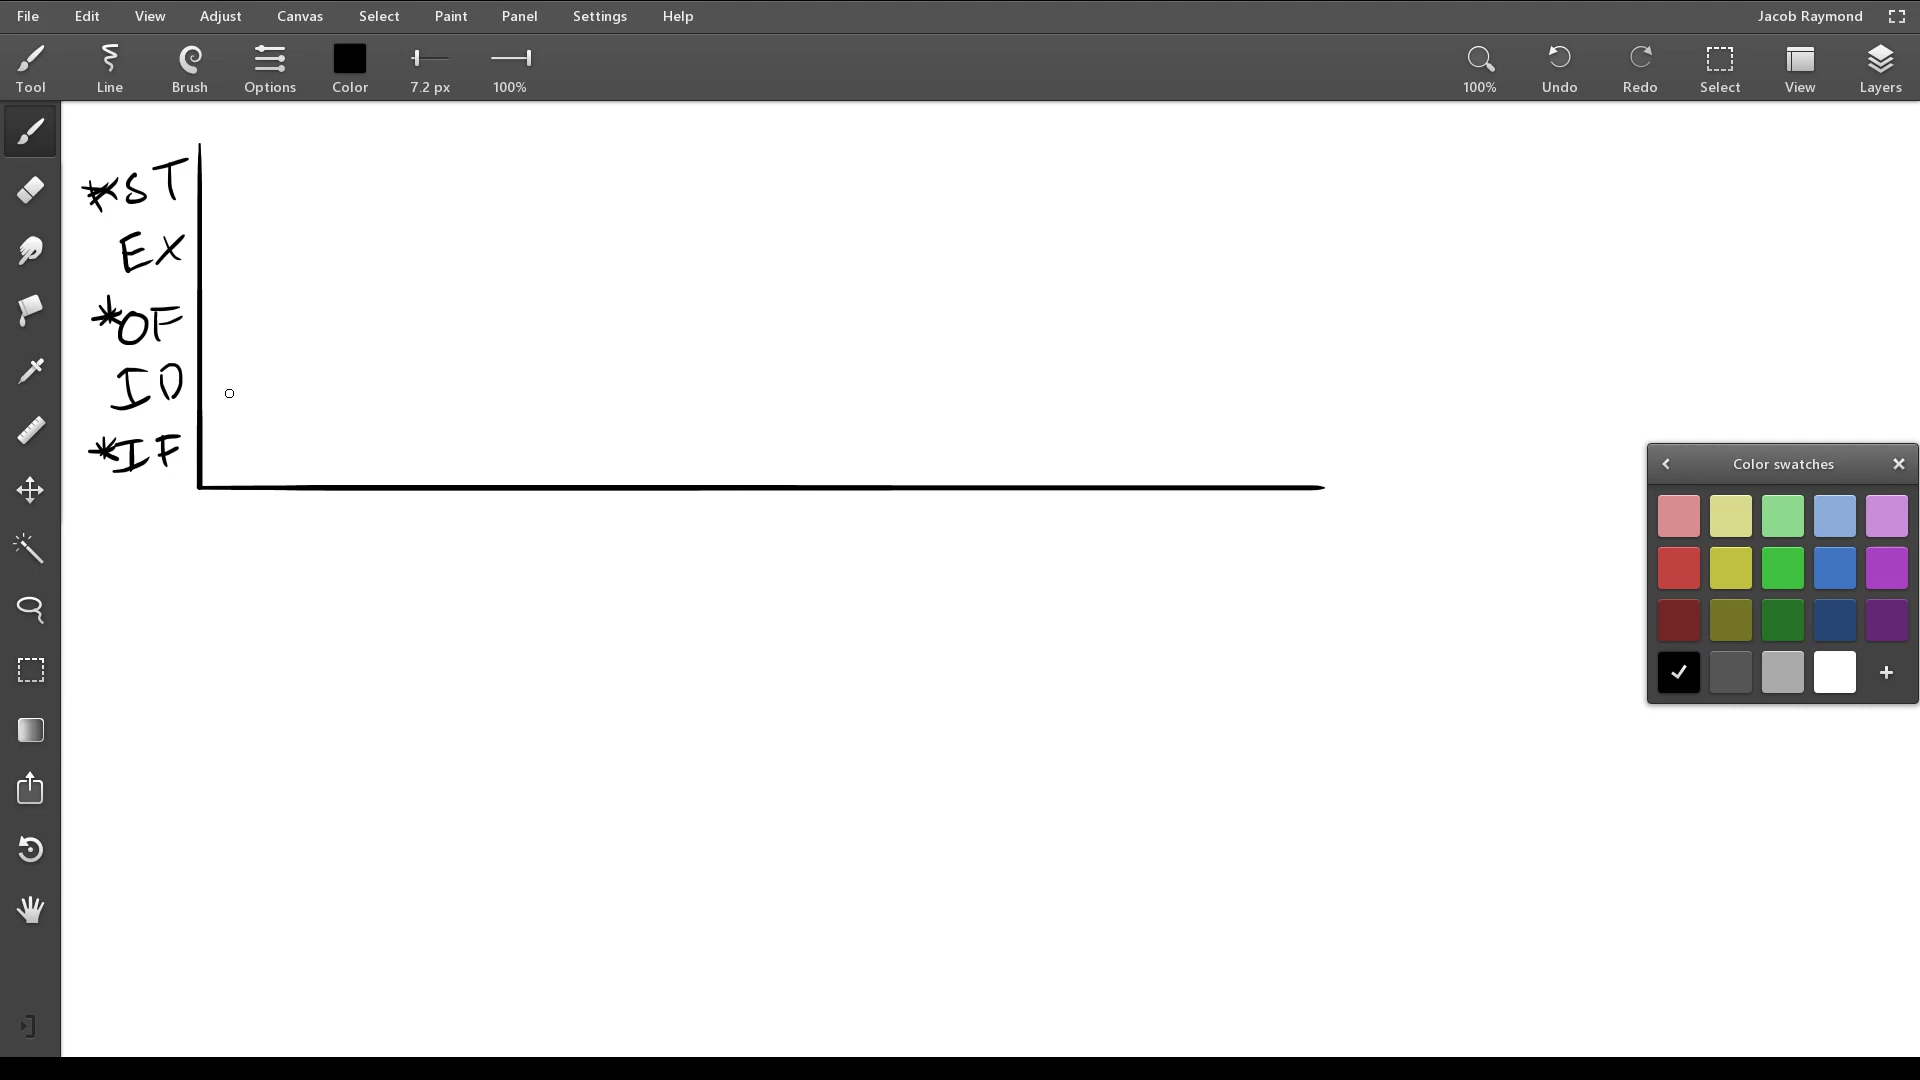 File Edit View Adjust Canvas Select Paint Panel Settings Help Jacob Raymond
Tool Line Brush Options Color 7.2 px 100% 100% Undo Redo Select View Layers
*ST
EX
*OF
ID
*IF
Color swatches